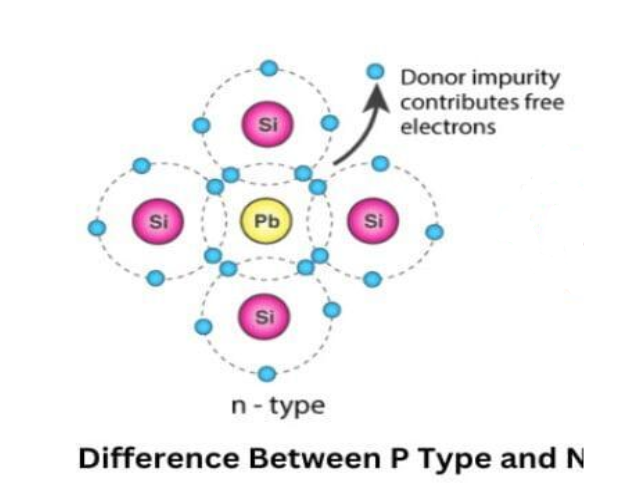 Si
Donor impurity
contributes free
electrons
Si
Pb
Si
Si
n - type
Difference Between P Type and N